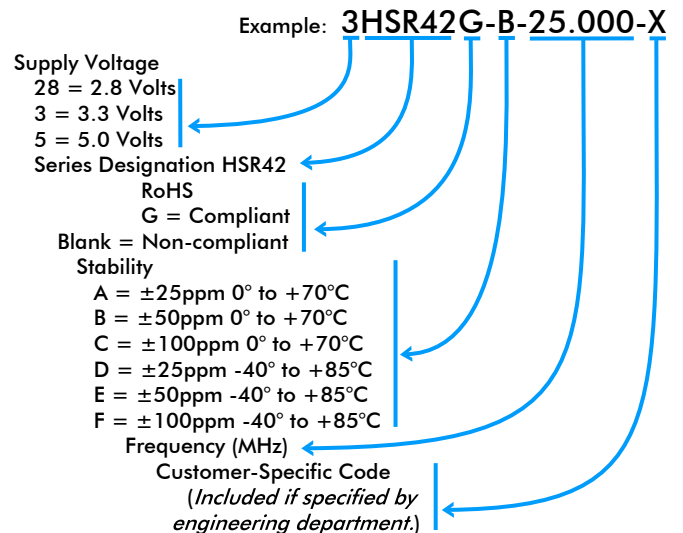 Example: 3HSR42G-B-25.000-X
Supply Voltage
28 = 2.8 Volts
3 = 3.3 Volts
5 = 5.0 Volts
Series Designation HSR42
RoHS
G = Compliant
Blank = Non-compliant
Stability
A = ±25ppm 0° to +70°C
B = ±50ppm 0° to +70°C
C = ±100ppm 0° to +70°C
D = ±25ppm -40° to +85°C
E = ±50ppm -40° to +85°C
F = ±100ppm -40° to +85°C
Frequency (MHz)
Customer-Specific Code
(Included if specified by
engineering department.)